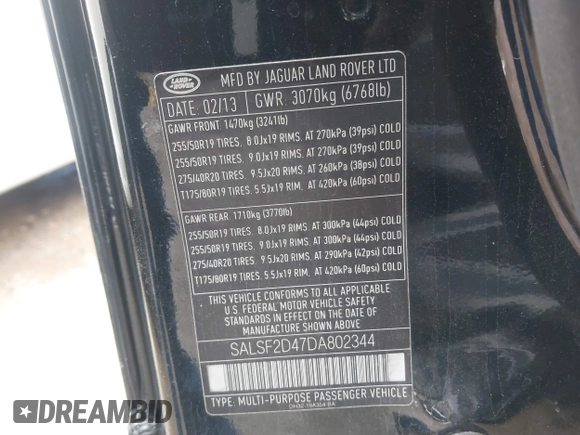 LAND-
ROVER
MFD BY JAGUAR LAND ROVER LTD
DATE: 02/13 GWR: 3070kg (6768lb)
GAWR FRONT: 1470kg (3241lb)
255/50R19 TIRES. 8.0Jx19 RIMS. AT 270kPa (39psi) COLD
255/50R19 TIRES. 9.0Jx19 RIMS. AT 270kPa (39psi) COLD
275/40R20 TIRES. 9.5Jx20 RIMS. AT 260kPa (38psi) COLD
T175/80R19 TIRES. 5.5Jx19 RIM. AT 420kPa (60psi) COLD
GAWR REAR: 1710kg (3770lb)
255/50R19 TIRES. 8.0Jx19 RIMS. AT 300kPa (44psi) COLD
255/50R19 TIRES. 9.0Jx19 RIMS. AT 300kPa (44psi) COLD
275/40R20 TIRES. 9.5Jx20 RIMS. AT 290kPa (42psi) COLD
T175/80R19 TIRES. 5.5Jx19 RIM. AT 420kPa (60psi) COLD
THIS VEHICLE CONFORMS TO ALL APPLICABLE
U.S. FEDERAL MOTOR VEHICLE SAFETY
STANDARDS IN EFFECT ON THE DATE OF
MANUFACTURE SHOWN ABOVE.
SALSF2D47DA802344
TYPE: MULTI-PURPOSE PASSENGER VEHICLE
DREAMBID